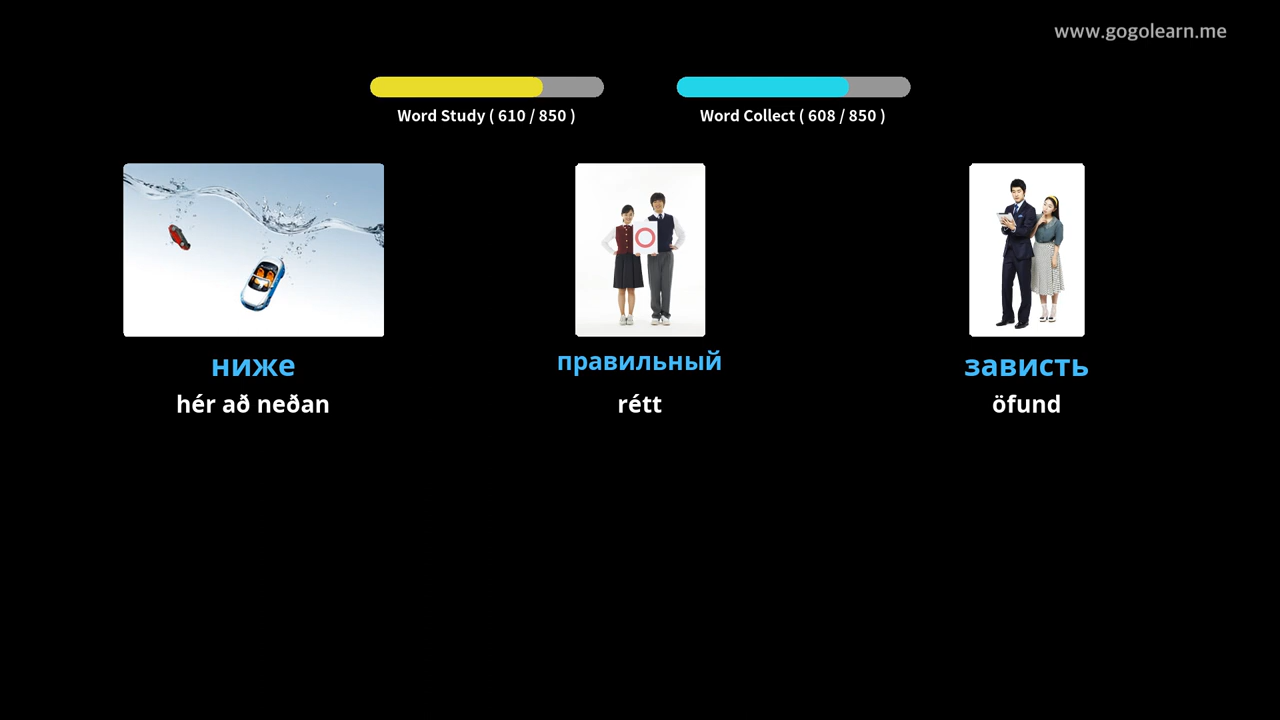 www.gogolearn.me
Word Study ( 610 / 850 )
Word Collect ( 608 / 850 )
ниже
правильный
зависть
hér að neðan
rétt
öfund